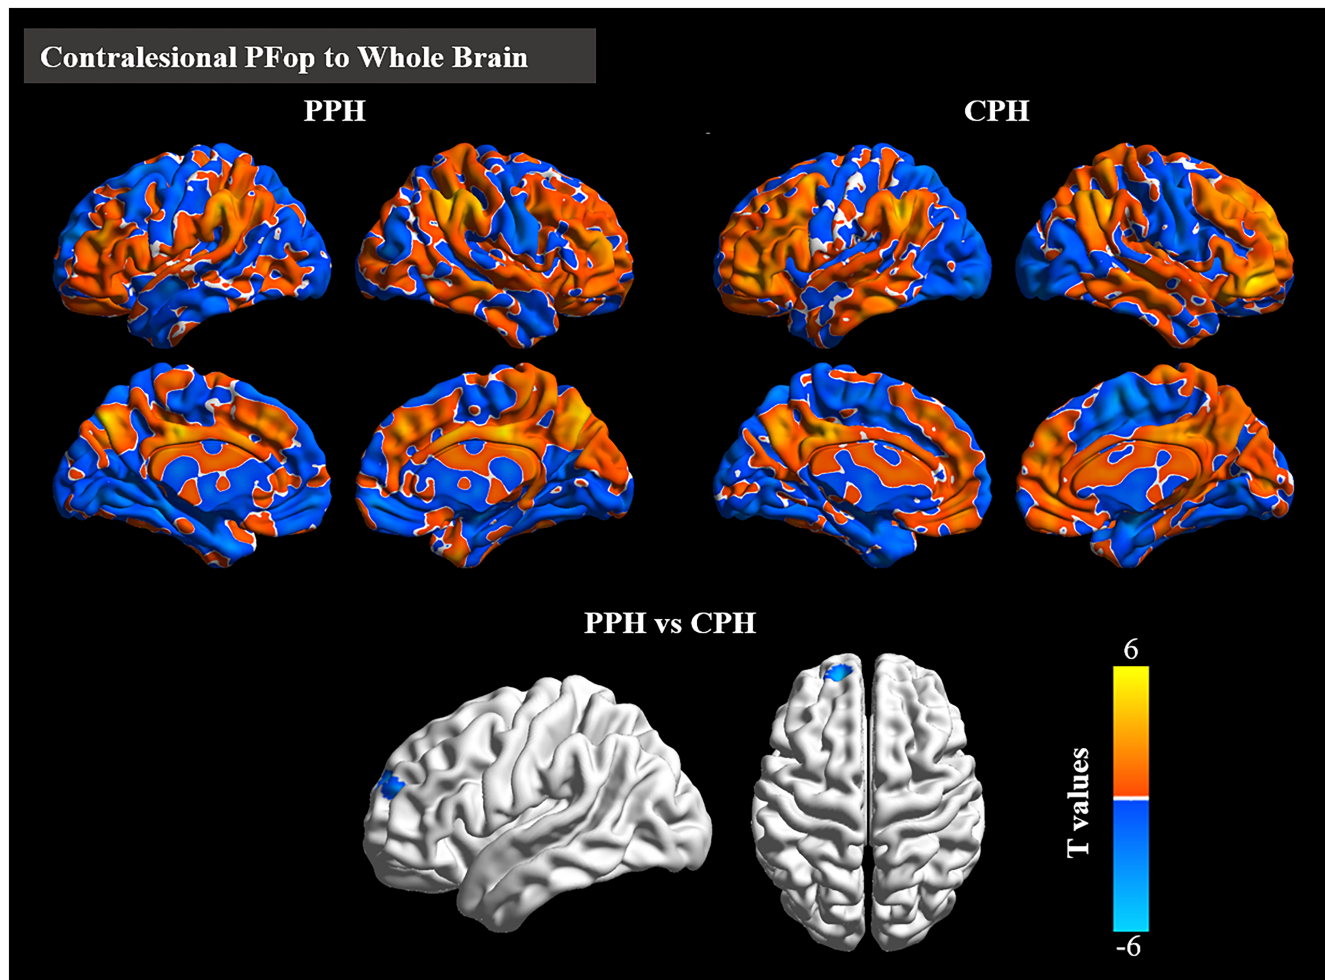 Contralesional PFop to Whole Brain
PPH
CPH
PPH vs CPH
6
T values
-6